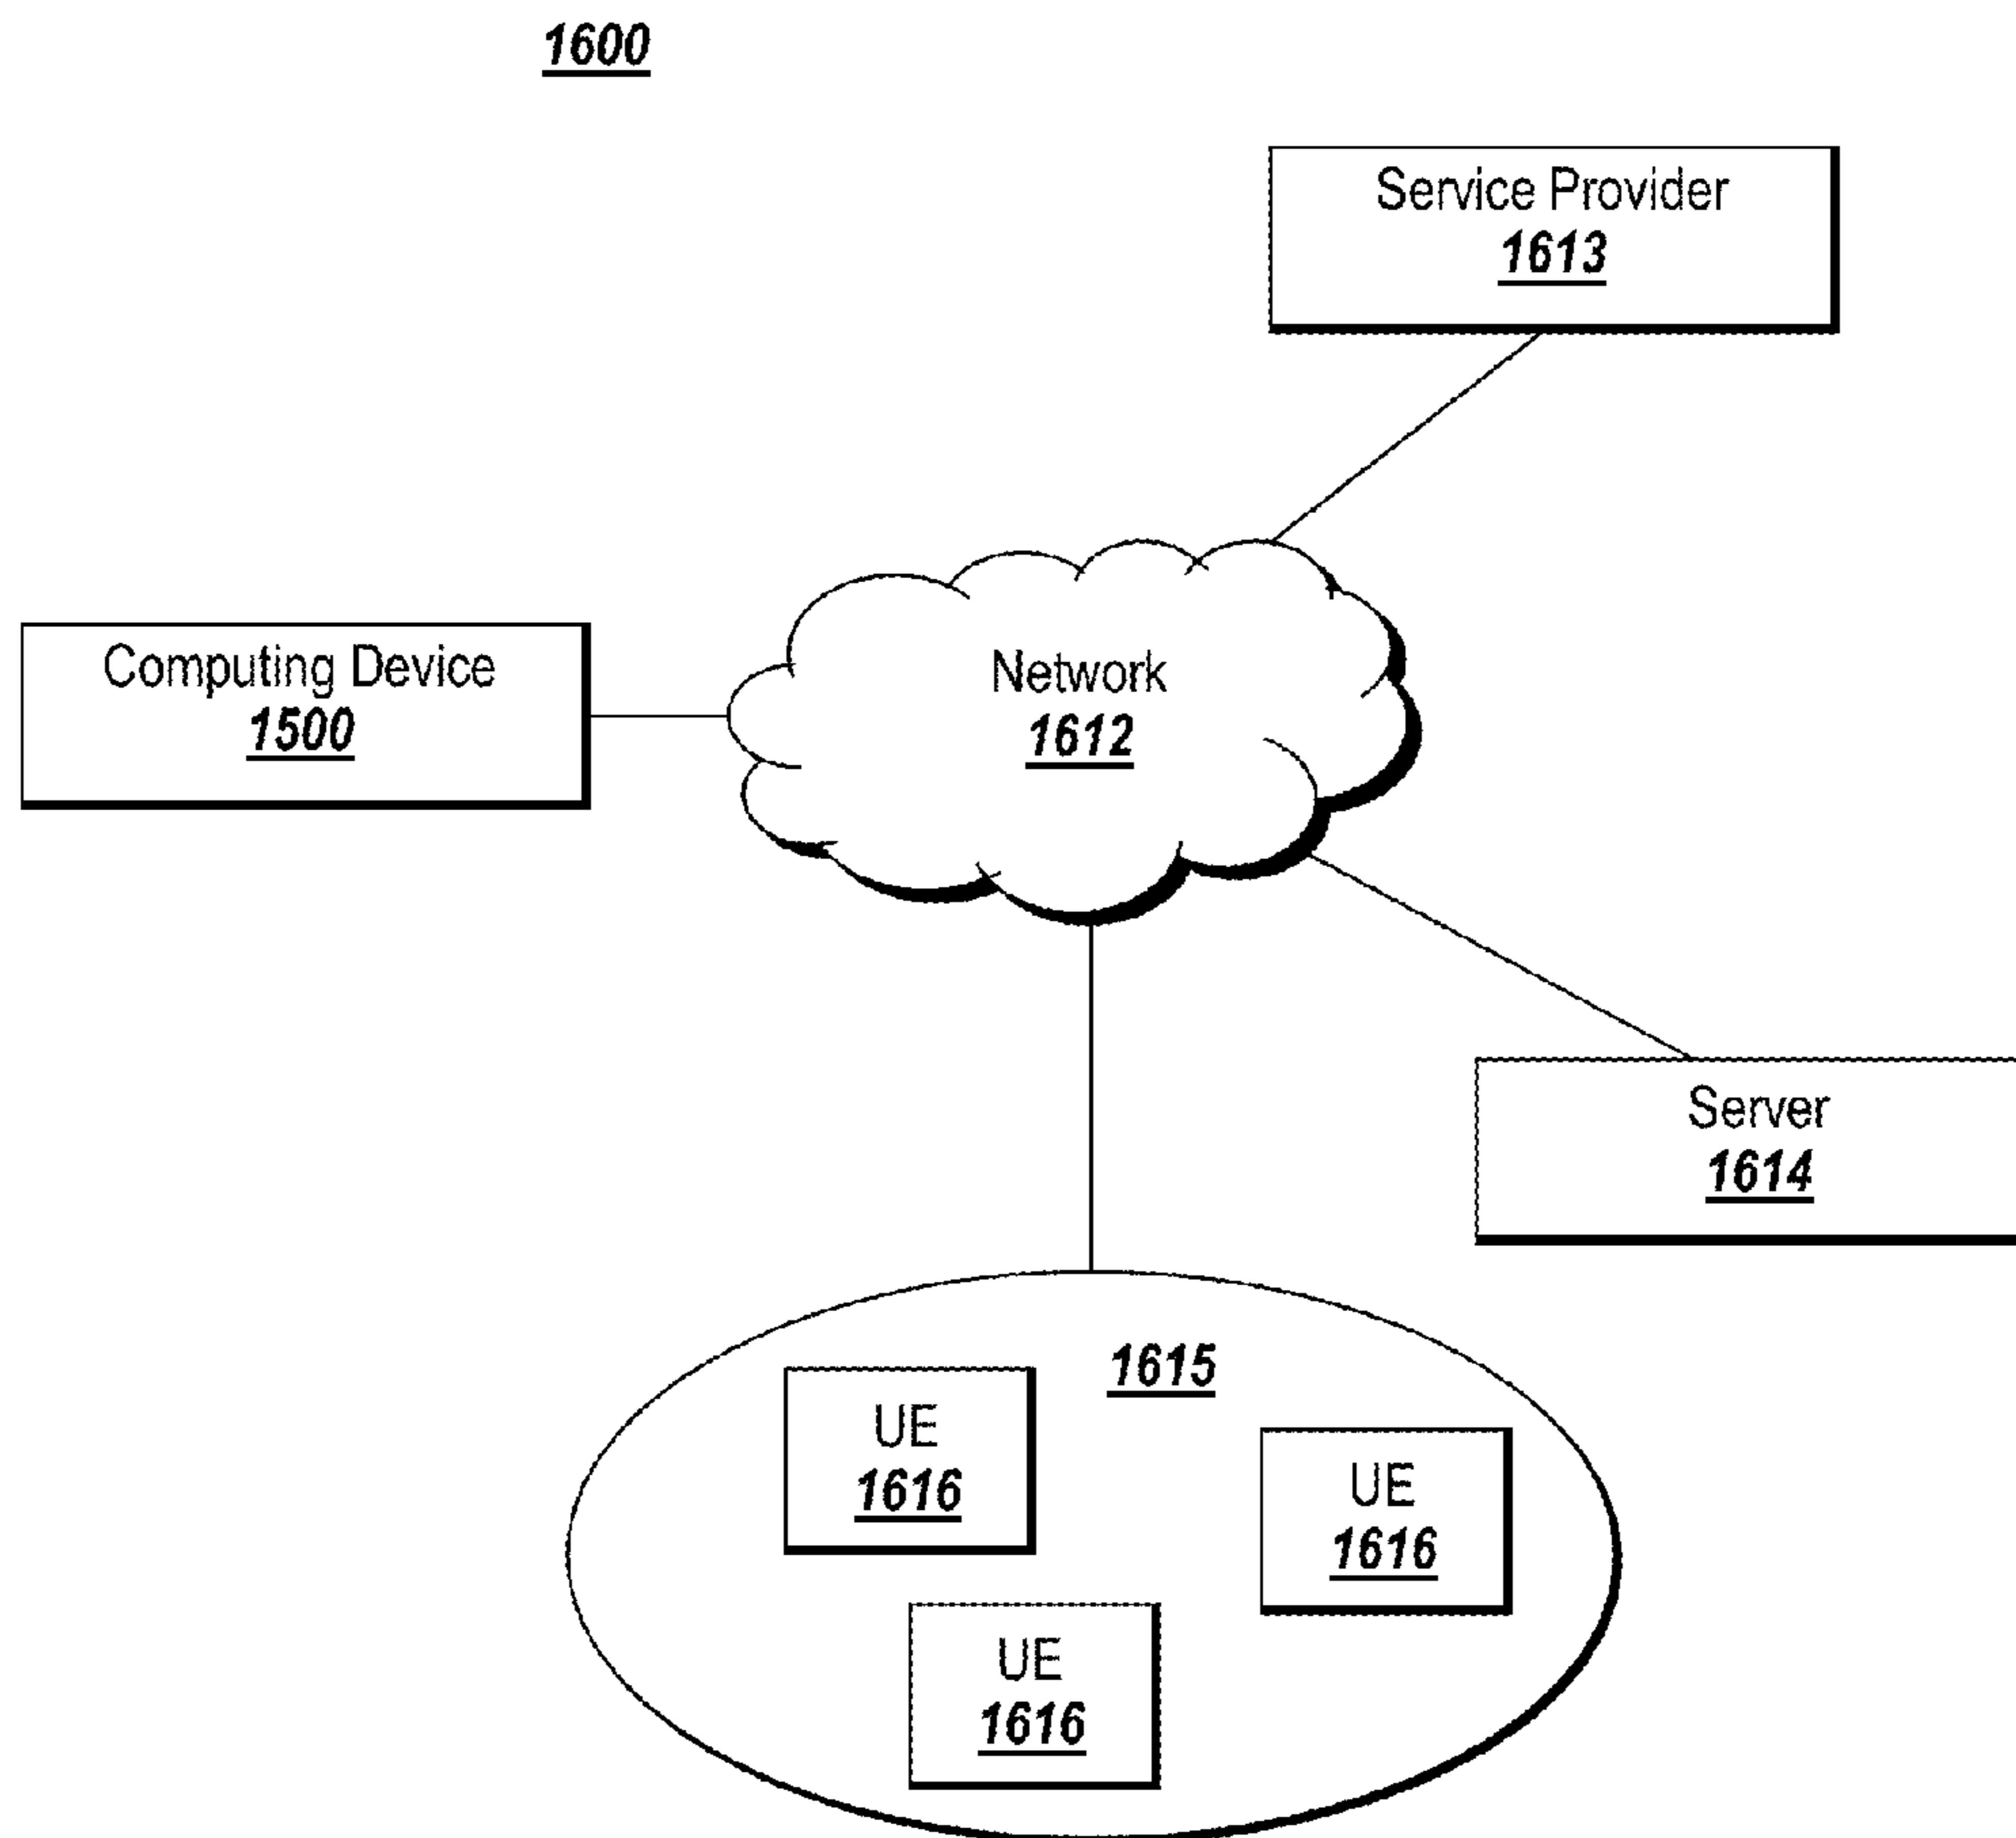 1600
Service Provider
1613
Computing Device
1500
Network
1612
Server
1614
1615
UE
1616
UE
1616
UE
1616